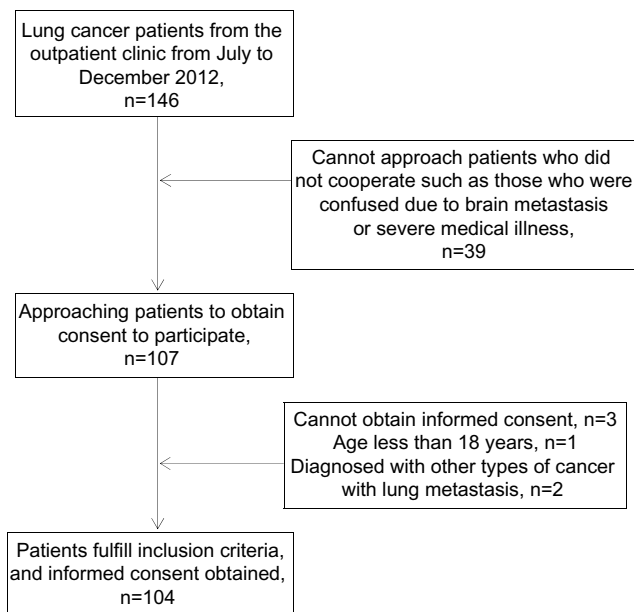 Lung cancer patients from the
outpatient clinic from July to
December 2012,
n=146
Cannot approach patients who did
not cooperate such as those who were
confused due to brain metastasis
or severe medical illness,
n=39
Approaching patients to obtain
consent to participate,
n=107
Cannot obtain informed consent, n=3
Age less than 18 years, n=1
Diagnosed with other types of cancer
with lung metastasis, n=2
Patients fulfill inclusion criteria,
and informed consent obtained,
n=104